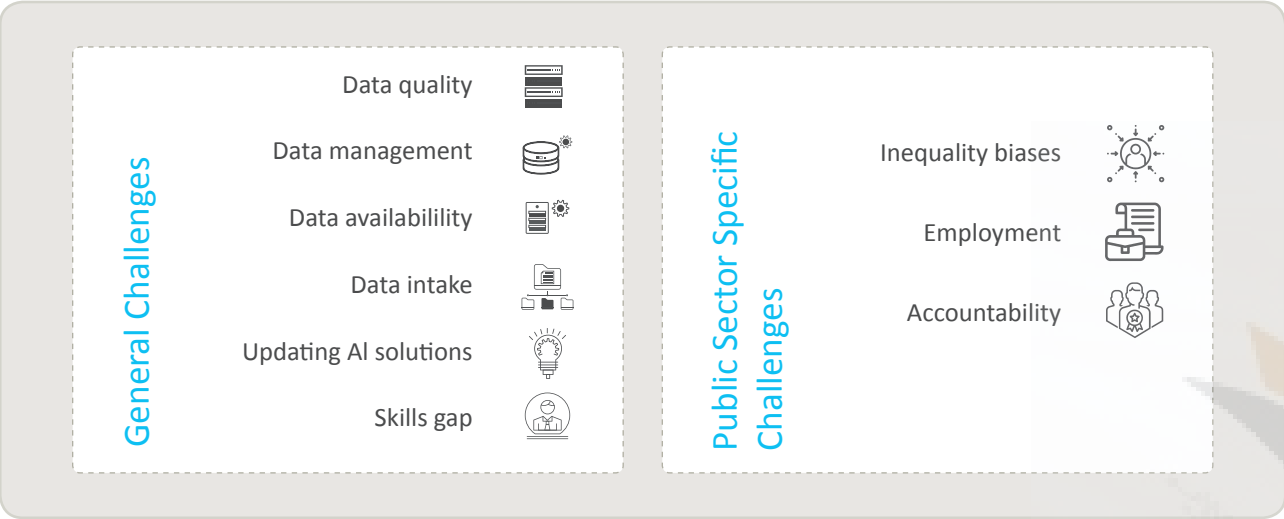 General Challenges
Data quality
Data management
Data availabilility
Data intake
Updating Al solutions
Skills gap
Public Sector Specific
Challenges
Inequality biases
Employment
Accountability